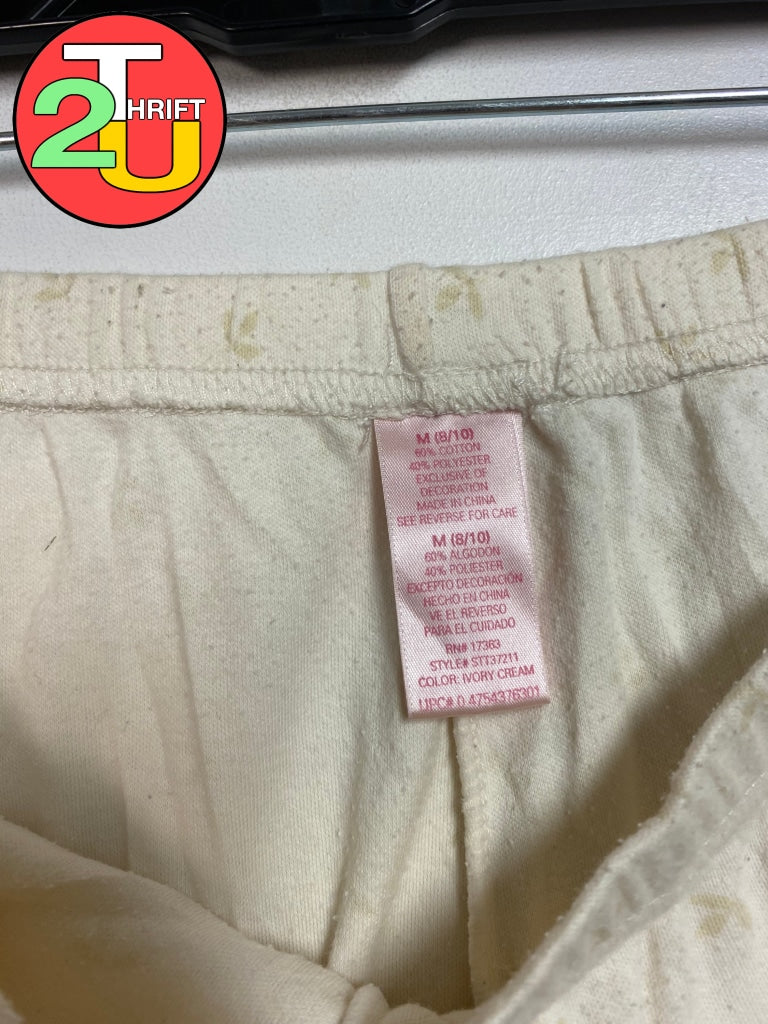 T
2
HRIFT
U
M (8/10)
60% COTTON
40% POLYESTER
EXCLUSIVE OF
DECORATION
MADE IN CHINA
SEE REVERSE FOR CARE
M (8/10)
60% ALGODON
40% POLIESTER
EXCEPTO DECORACIÓN
HECHO EN CHINA
VE EL REVERSO
PARA EL CUIDADO
RN# 17363
STYLE# STT37211
COLOR: IVORY CREAM
UPC# 0 4754376301